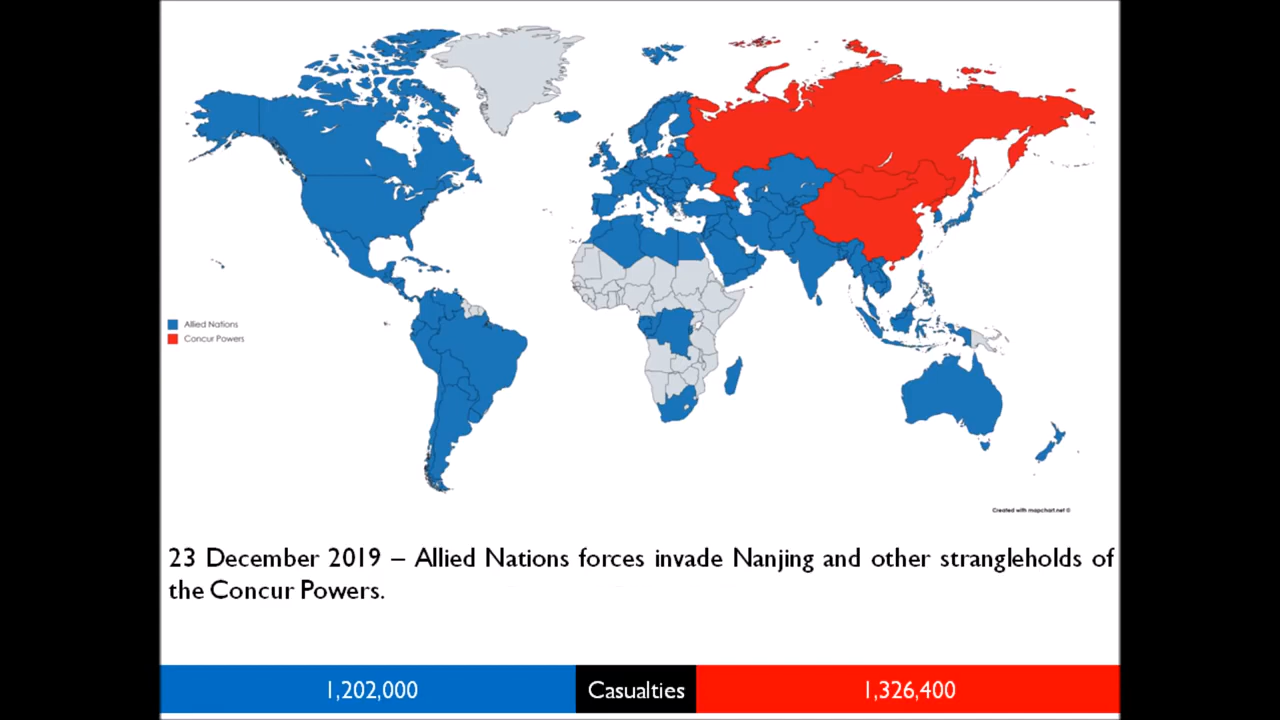 Allied Nations
Concur Powers
Created with mapchart.net ©
23 December 2019 – Allied Nations forces invade Nanjing and other strangleholds of
the Concur Powers.
1,202,000 Casualties 1,326,400